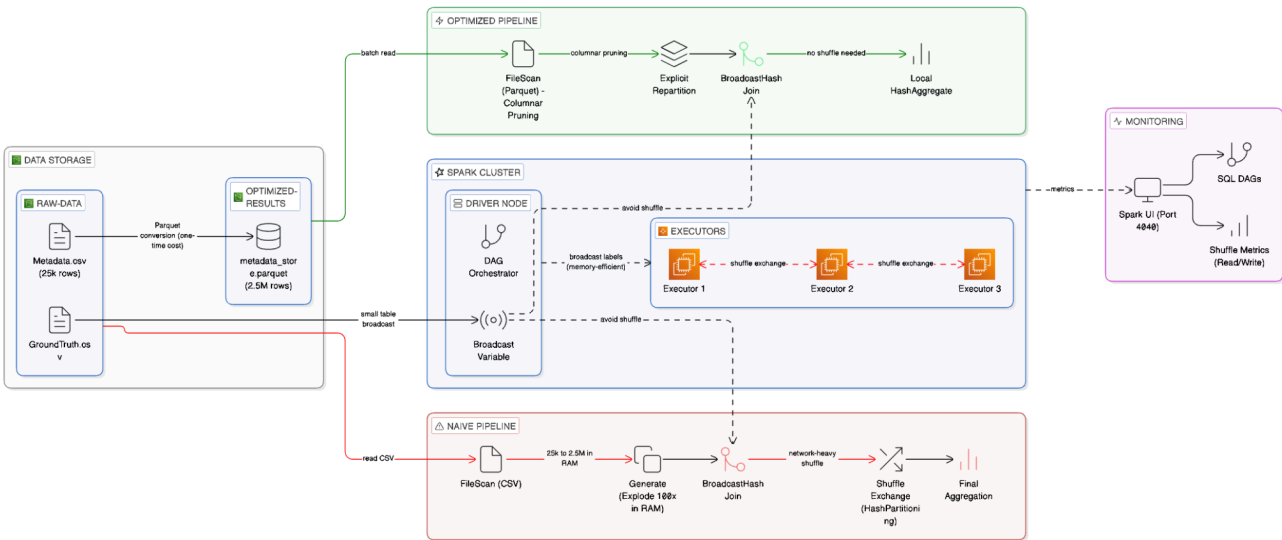 OPTIMIZED PIPELINE
batch read
FileScan
(Parquet) -
Columnar
Pruning
columnar pruning
Explicit
Repartition
BroadcastHash
Join
no shuffle needed
Local
HashAggregate
DATA STORAGE
RAW-DATA
Metadata.csv
(25k rows)
Parquet
conversion (one-
time cost)
OPTIMIZED-
RESULTS
metadata_stor
e.parquet
(2.5M rows)
GroundTruth.cs
v
small table
broadcast
SPARK CLUSTER
DRIVER NODE
DAG
Orchestrator
Broadcast
Variable
avoid shuffle
broadcast labels
(memory-efficient)
avoid shuffle
EXECUTORS
Executor 1
shuffle exchange
Executor 2
shuffle exchange
Executor 3
metrics
MONITORING
Spark UI (Port
4040)
SQL DAGs
Shuffle Metrics
(Read/Write)
NAIVE PIPELINE
read CSV
FileScan (CSV)
25k to 2.5M in
RAM
Generate
(Explode 100x
in RAM)
BroadcastHash
Join
network-heavy
shuffle
Shuffle
Exchange
(HashPartitioni
ng)
Final
Aggregation